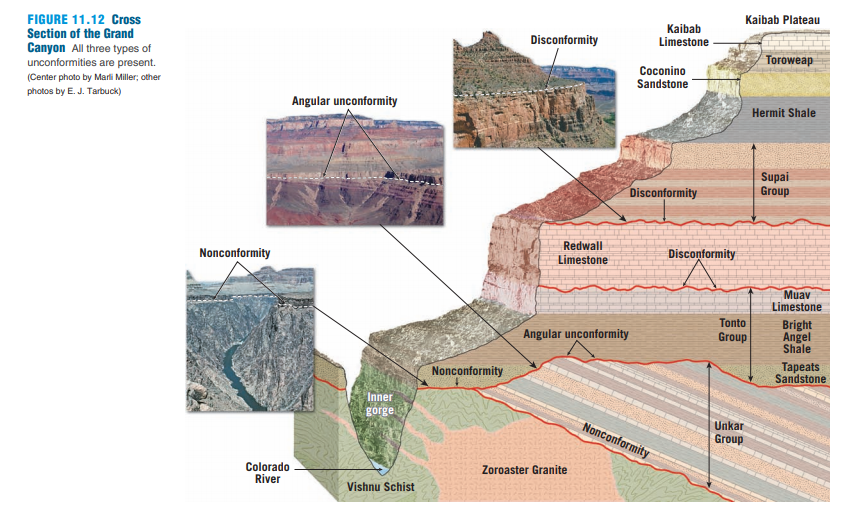 FIGURE 11.12 Cross
Section of the Grand
Canyon All three types of
unconformities are present.
(Center photo by Marli Miller; other
photos by E. J. Tarbuck)
Kaibab Plateau
Kaibab
Limestone
Disconformity
Toroweap
Coconino
Sandstone
Angular unconformity
Hermit Shale
Supai
Group
Disconformity
Redwall
Limestone
Disconformity
Nonconformity
Muav
Limestone
Tonto
Group
Bright
Angel
Shale
Angular unconformity
Tapeats
Sandstone
Nonconformity
Inner
gorge
Unkar
Group
Nonconformity
Colorado
River
Zoroaster Granite
Vishnu Schist